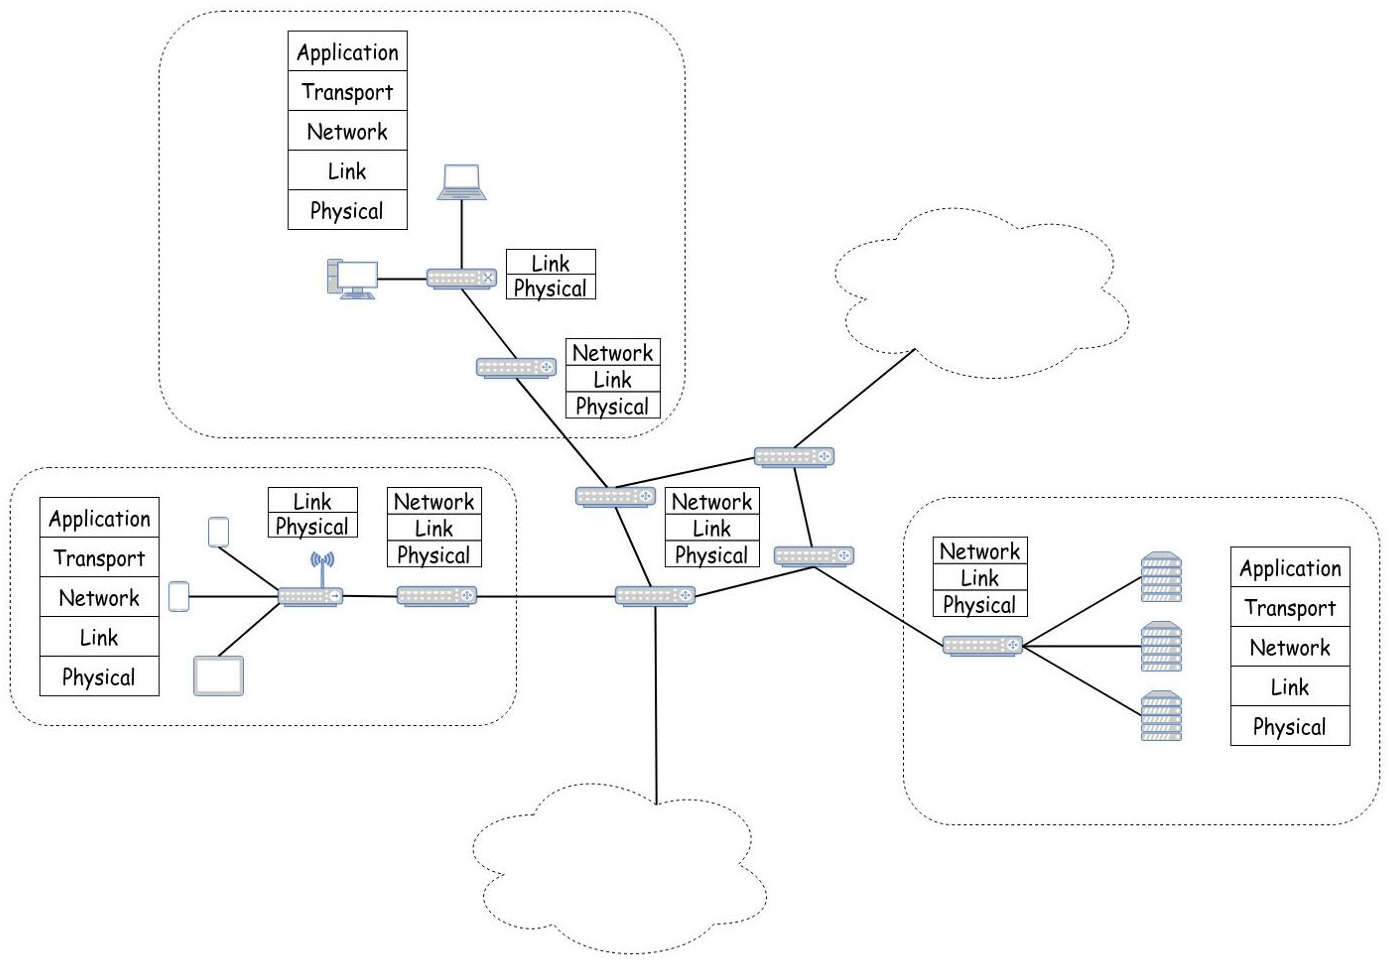 Application
Transport
Network
Link
Physical
Link
Physical
Network
Link
Physical
Application
Transport
Network
Link
Physical
Link
Physical
Network
Link
Physical
Network
Link
Physical
Network
Link
Physical
Application
Transport
Network
Link
Physical